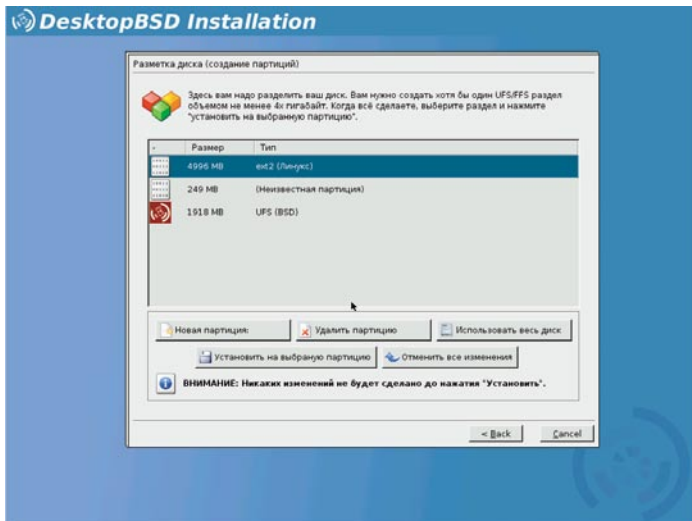 DesktopBSD Installation
Разметка диска (создание партиций)
Здесь вам надо разделить ваш диск. Вам нужно создать хотя бы один UFS/FFS раздел
объемом не менее 4х гигабайт. Когда всё сделаете, выберите раздел и нажмите
"установить на выбранную партицию".
- Размер Тип
4996 MB ext2 (Линукс)
249 MB (Неизвестная партиция)
1918 MB UFS (BSD)
Новая партиция: Удалить партицию Использовать весь диск
Установить на выбраную партицию Отменить все изменения
ВНИМАНИЕ: Никаких изменений не будет сделано до нажатия "Установить".
< Back Cancel